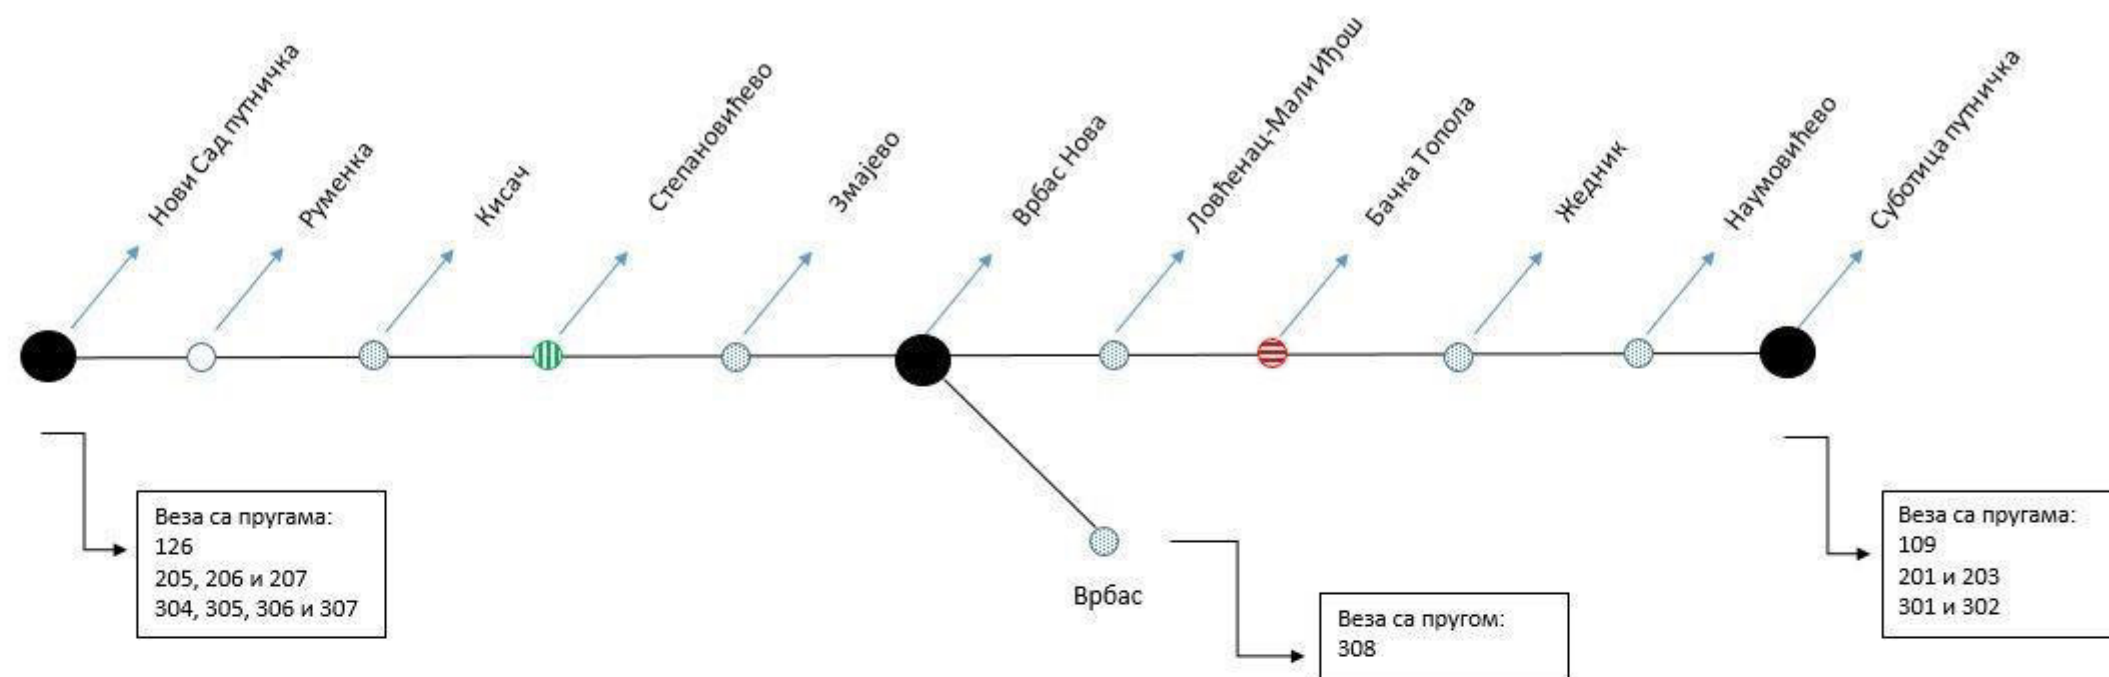 Нови Сад путничка
Руменка
Кисач
Степановићево
Змајево
Врбас Нова
Ловћенац-Мали Иђош
Бачка Топола
Жедник
Наумовићево
Суботица путничка
Веза са пругама:
126
205, 206 и 207
304, 305, 306 и 307
Врбас
Веза са пругом:
308
Веза са пругама:
109
201 и 203
301 и 302